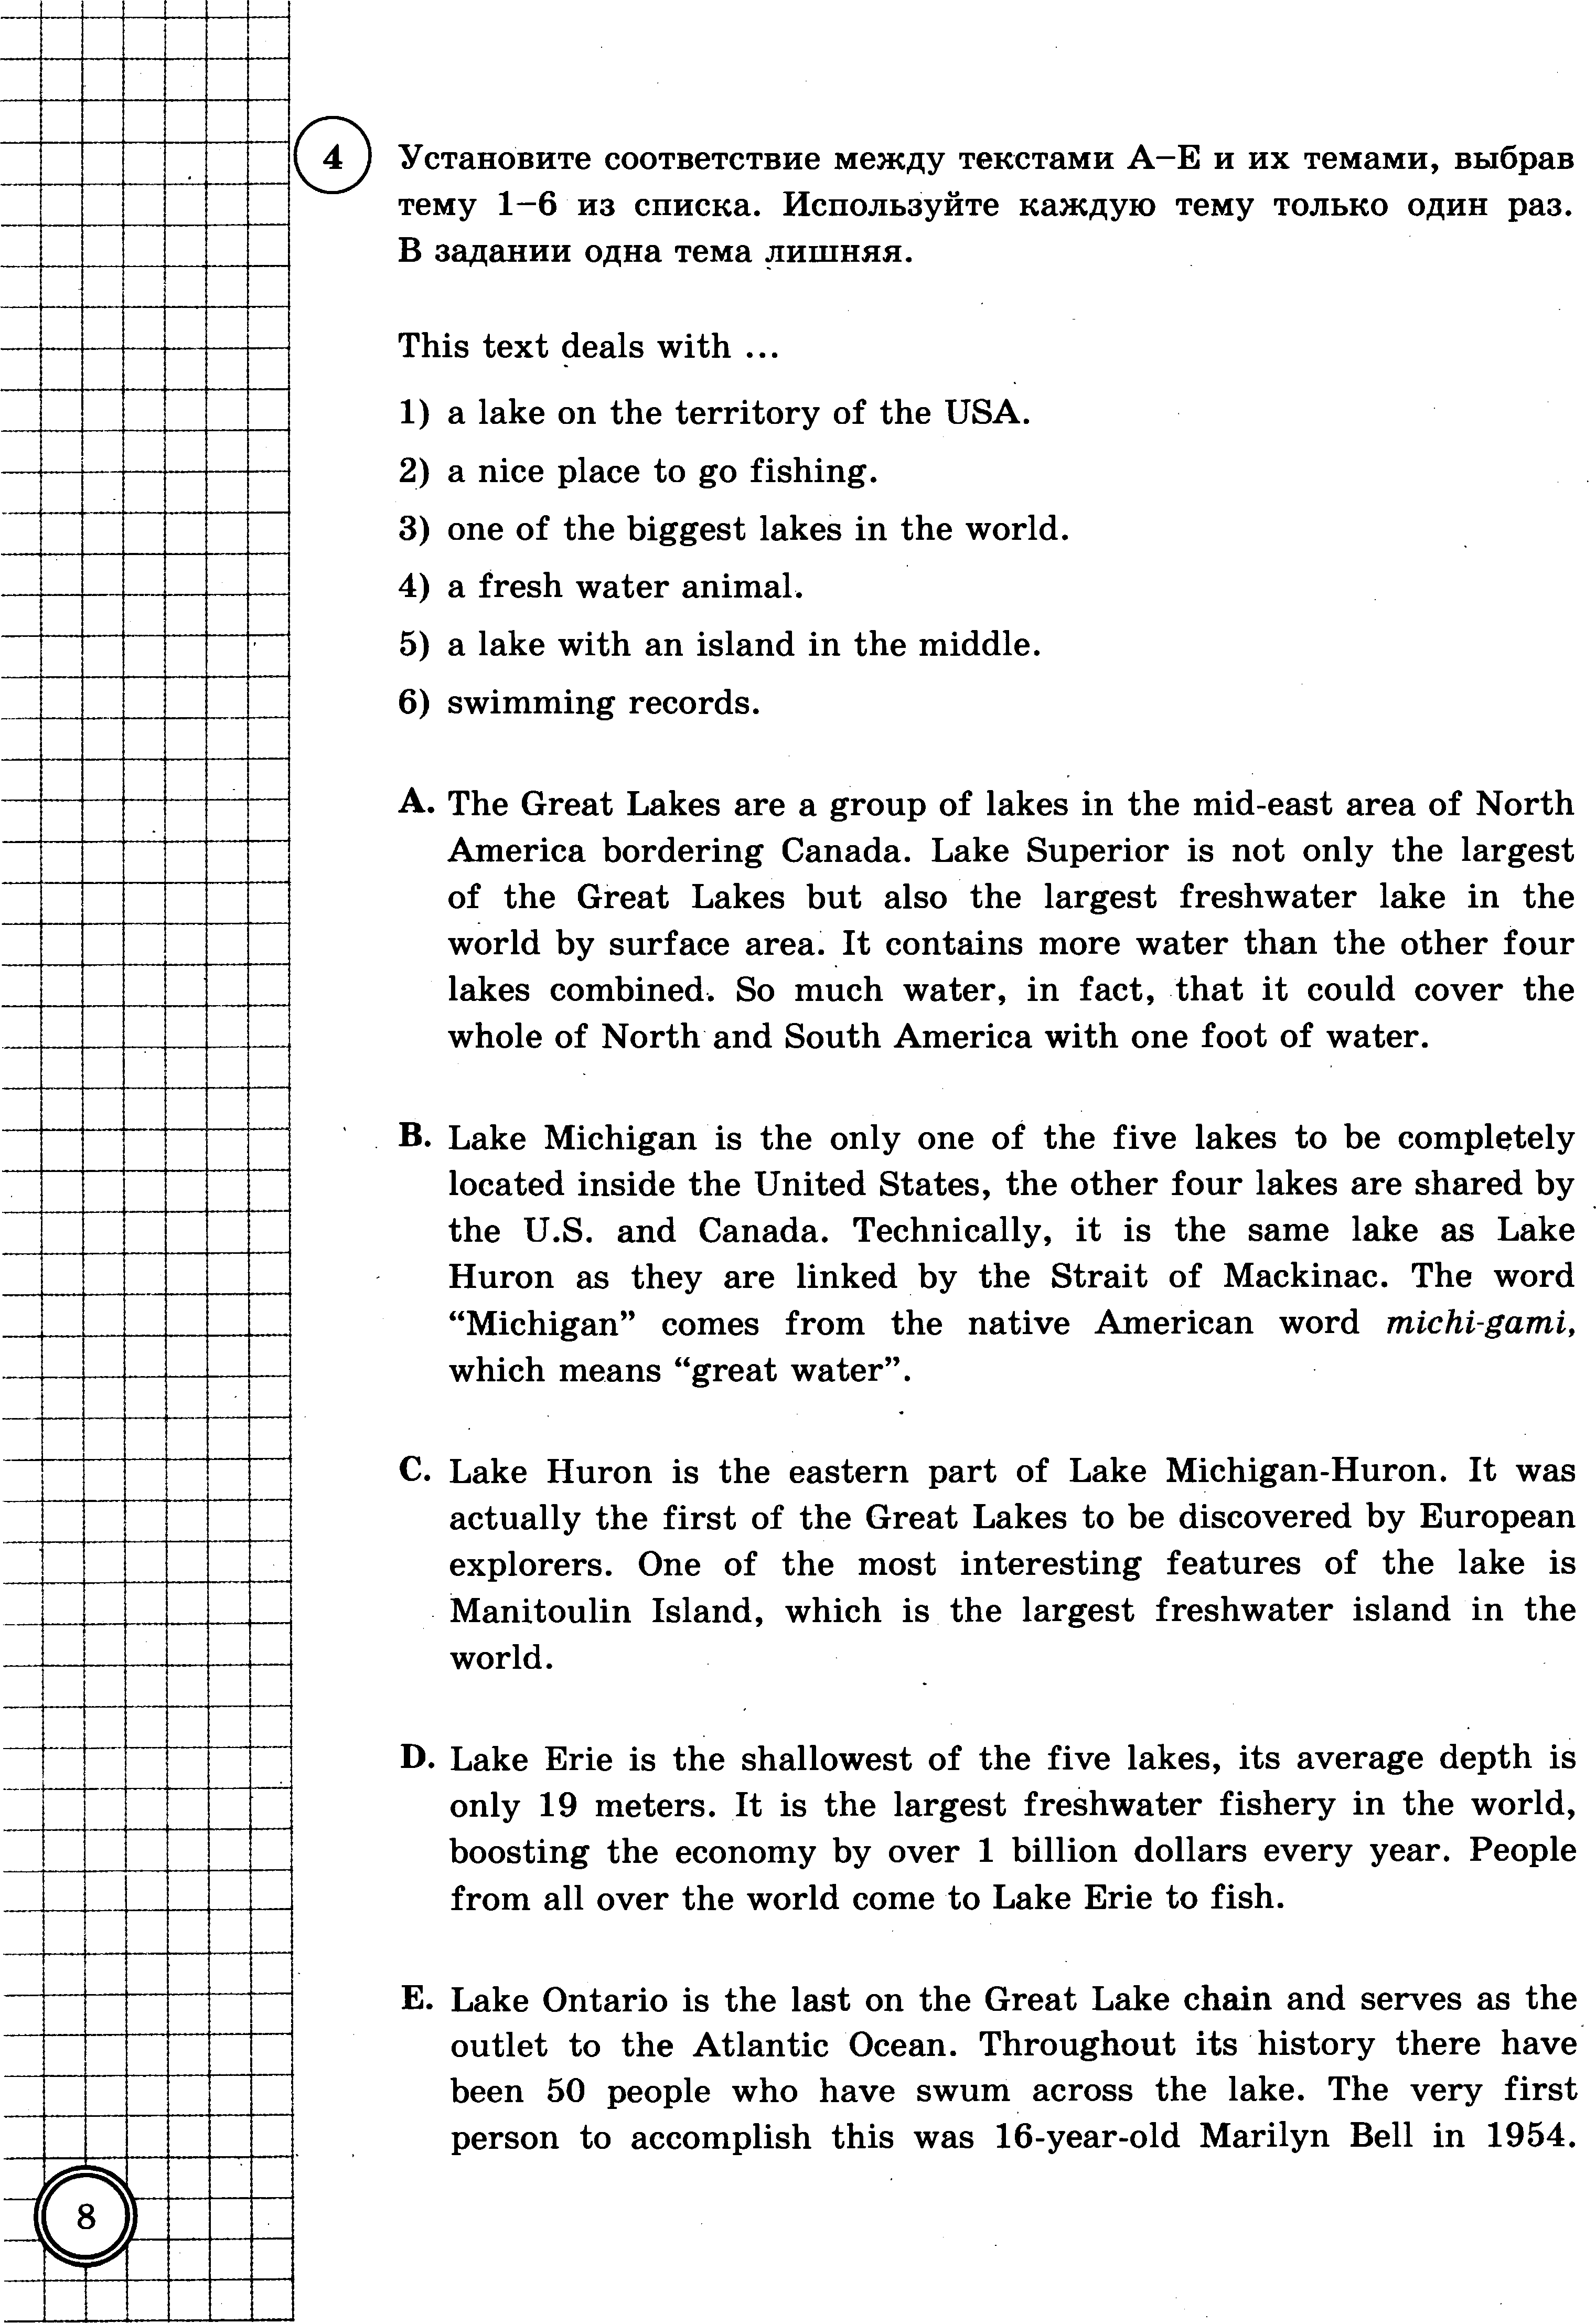 4
Установите соответствие между текстами A–E и их темами, выбрав
тему 1–6 из списка. Используйте каждую тему только один раз.
В задании одна тема лишняя.
This text deals with ...
1) a lake on the territory of the USA.
2) a nice place to go fishing.
3) one of the biggest lakes in the world.
4) a fresh water animal.
5) a lake with an island in the middle.
6) swimming records.
A. The Great Lakes are a group of lakes in the mid-east area of North
America bordering Canada. Lake Superior is not only the largest
of the Great Lakes but also the largest freshwater lake in the
world by surface area. It contains more water than the other four
lakes combined. So much water, in fact, that it could cover the
whole of North and South America with one foot of water.
B. Lake Michigan is the only one of the five lakes to be completely
located inside the United States, the other four lakes are shared by
the U.S. and Canada. Technically, it is the same lake as Lake
Huron as they are linked by the Strait of Mackinac. The word
“Michigan” comes from the native American word michi-gami,
which means “great water”.
C. Lake Huron is the eastern part of Lake Michigan-Huron. It was
actually the first of the Great Lakes to be discovered by European
explorers. One of the most interesting features of the lake is
Manitoulin Island, which is the largest freshwater island in the
world.
D. Lake Erie is the shallowest of the five lakes, its average depth is
only 19 meters. It is the largest freshwater fishery in the world,
boosting the economy by over 1 billion dollars every year. People
from all over the world come to Lake Erie to fish.
E. Lake Ontario is the last on the Great Lake chain and serves as the
outlet to the Atlantic Ocean. Throughout its history there have
been 50 people who have swum across the lake. The very first
person to accomplish this was 16-year-old Marilyn Bell in 1954.
8